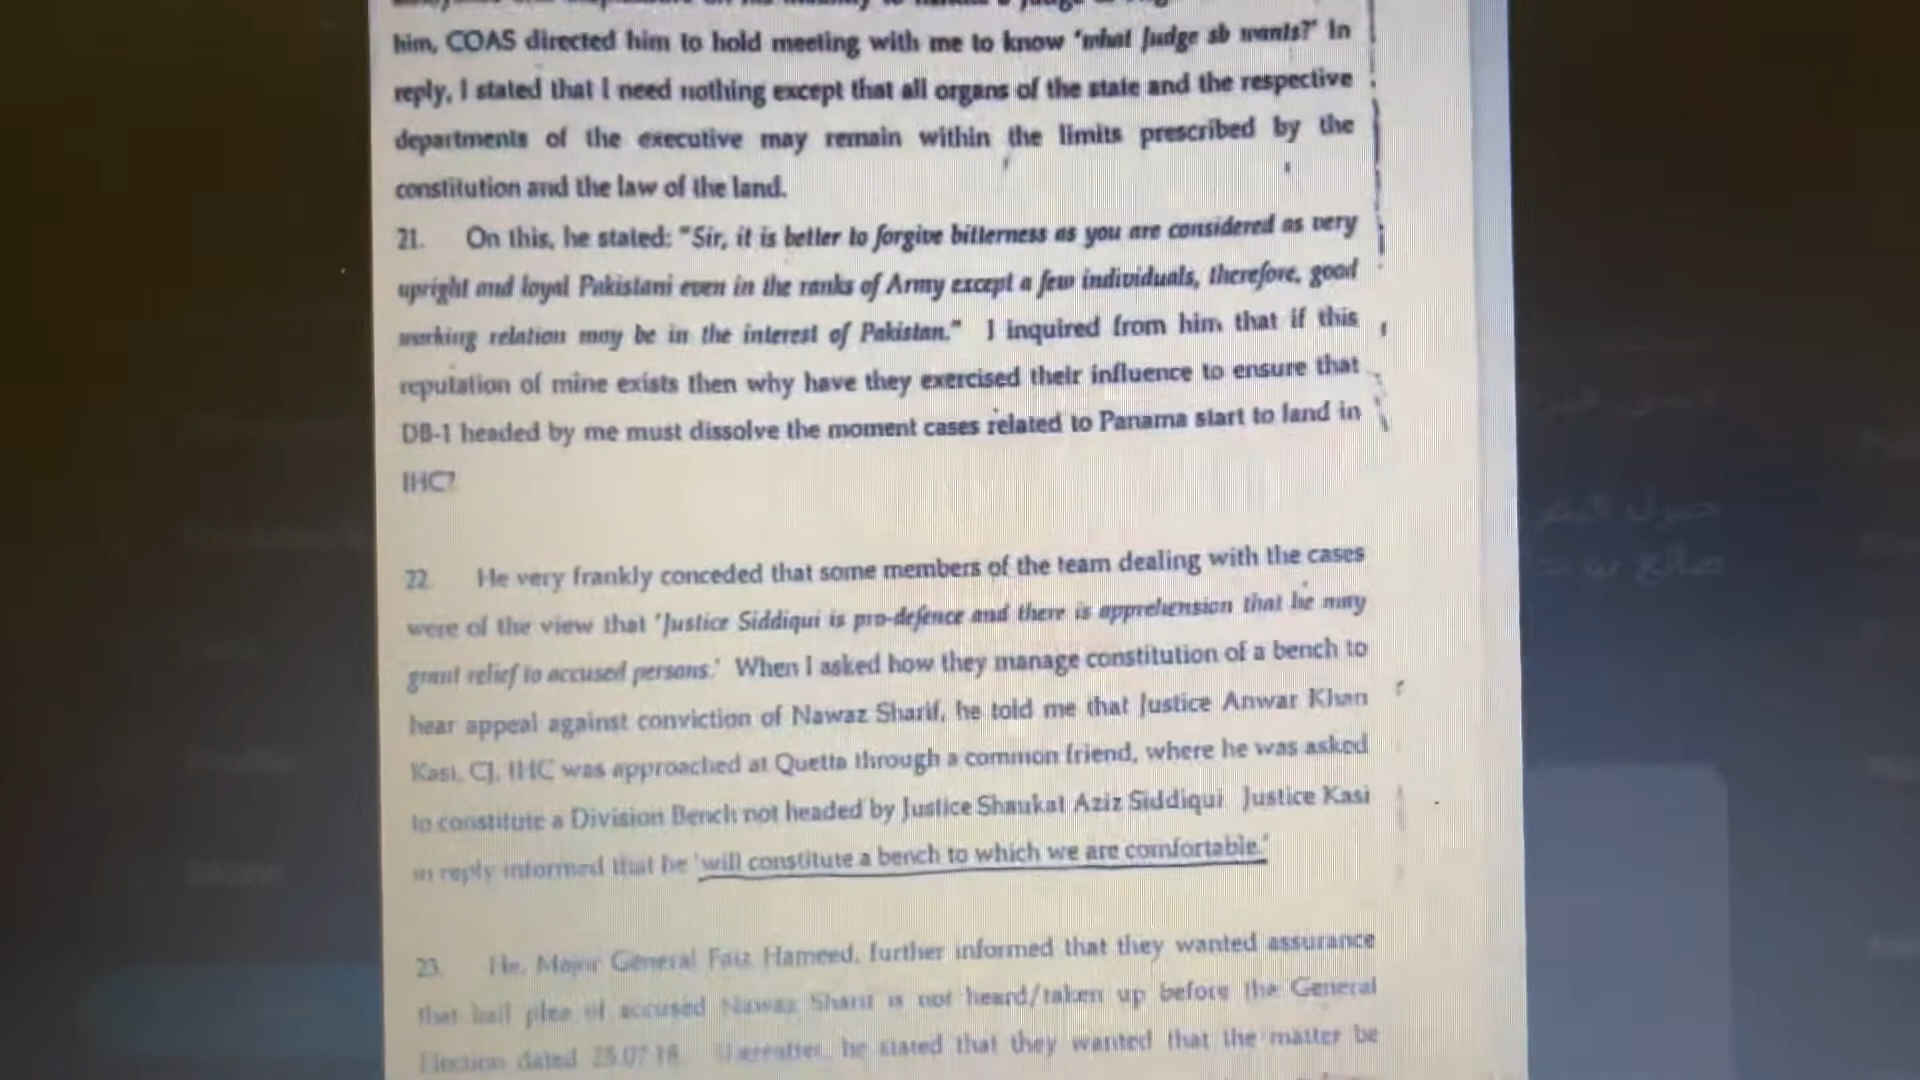 him, COAS directed him to hold meeting with me to know 'what Judge sb wants?' In
reply, I stated that I need nothing except that all organs of the state and the respective
departments of the executive may remain within the limits prescribed by the
constitution and the law of the land.
21. On this, he stated: "Sir, it is better to forgive bitterness as you are considered as very
upright and loyal Pakistani even in the ranks of Army except a few individuals, therefore, good
working relation may be in the interest of Pakistan." I inquired from him that if this
reputation of mine exists then why have they exercised their influence to ensure that
DB-1 headed by me must dissolve the moment cases related to Panama start to land in
IHC?
22 He very frankly conceded that some members of the team dealing with the cases
were of the view that 'Justice Siddiqui is pro-defence and there is apprehension that he may
grant relief to accused persons.' When I asked how they manage constitution of a bench to
hear appeal against conviction of Nawaz Sharif, he told me that Justice Anwar Khan
Kasi, CJ, IHC was approached at Quetta through a common friend, where he was asked
to constitute a Division Bench not headed by Justice Shaukat Aziz Siddiqui Justice Kasi
in reply informed that he 'will constitute a bench to which we are comfortable.'
23. He, Major General Faiz Hameed, further informed that they wanted assurance
that bail plea of accused Nawaz Sharif is not heard/taken up before the General
Election dated 25.07.18. Thereafter, he stated that they wanted that the matter be